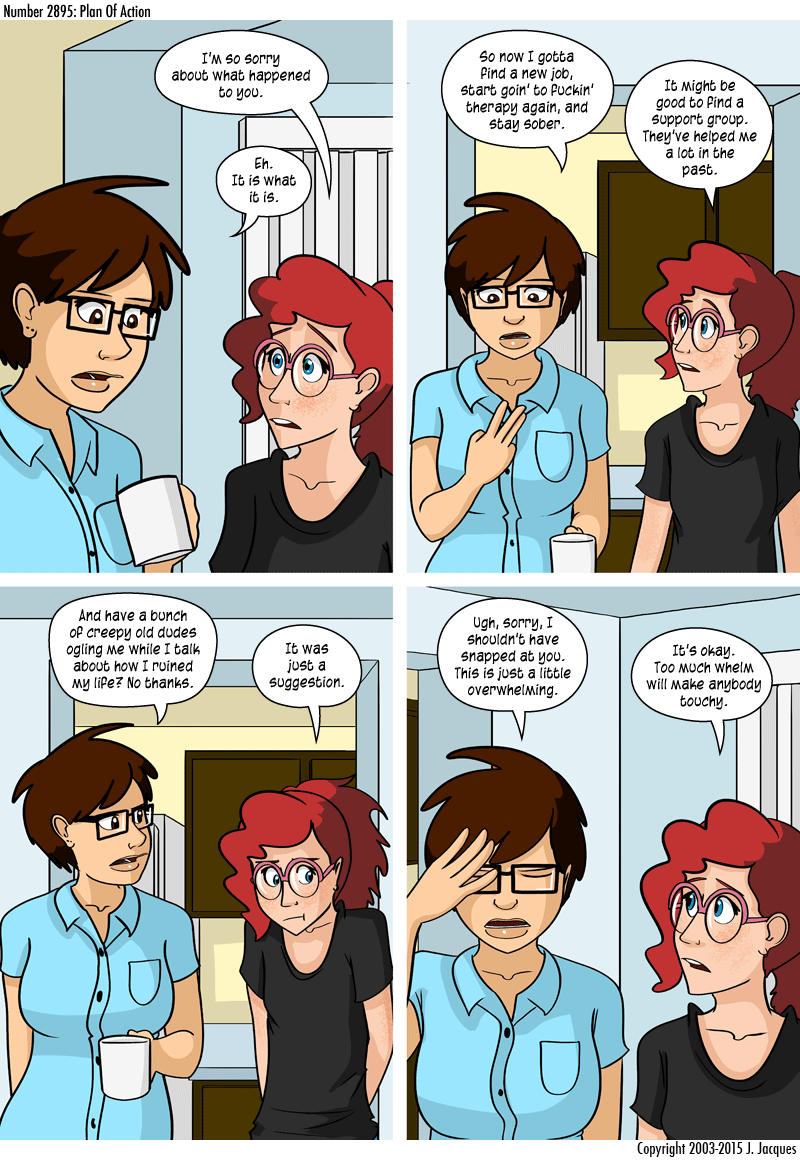 Number 2895: Plan Of Action
I'm so sorry
about what happened
to you.
Eh.
It is what
it is.
So now I gotta
find a new job,
start goin' to fuckin'
therapy again, and
stay sober.
It might be
good to find a
support group.
They've helped me
a lot in the
past.
And have a bunch
of creepy old dudes
ogling me while I talk
about how I ruined
my life? No thanks.
It was
just a
suggestion.
Ugh, sorry, I
shouldn't have
snapped at you.
This is just a little
overwhelming.
It's okay.
Too much whelm
will make anybody
touchy.
Copyright 2003-2015 J. Jacques